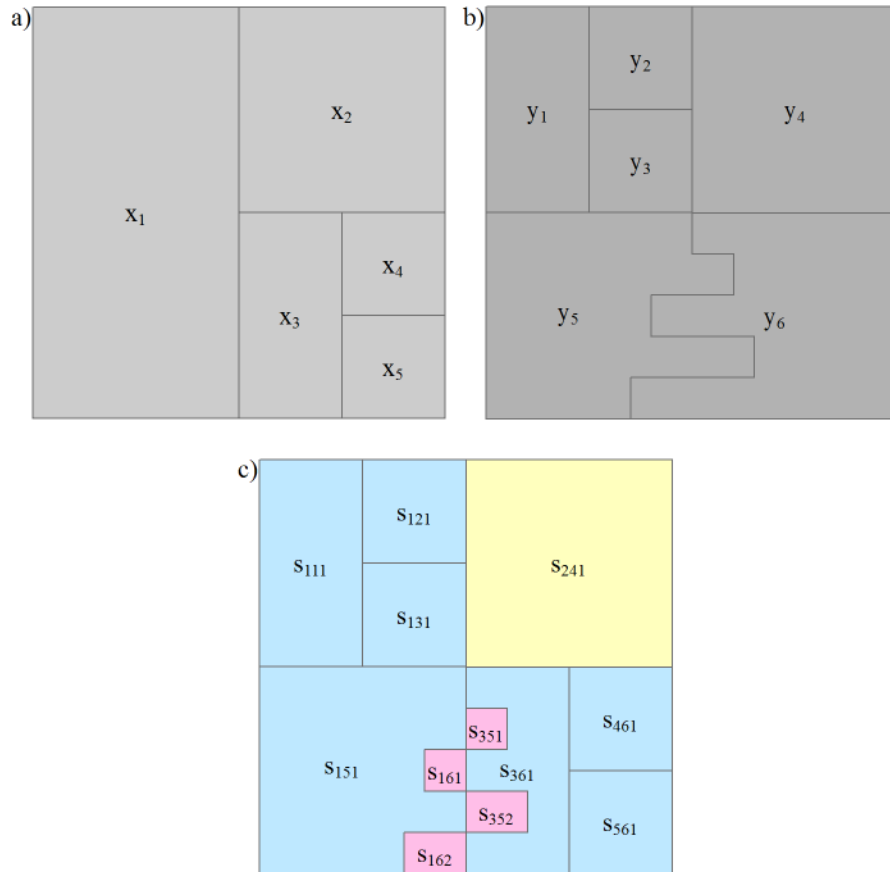 a)
x₁
x₂
x₃
x₄
x₅
b)
y₁
y₂
y₃
y₄
y₅
y₆
c)
s₁₁₁
s₁₂₁
s₁₃₁
s₂₄₁
s₁₅₁
s₃₅₁
s₁₆₁
s₃₆₁
s₃₅₂
s₁₆₂
s₄₆₁
s₅₆₁